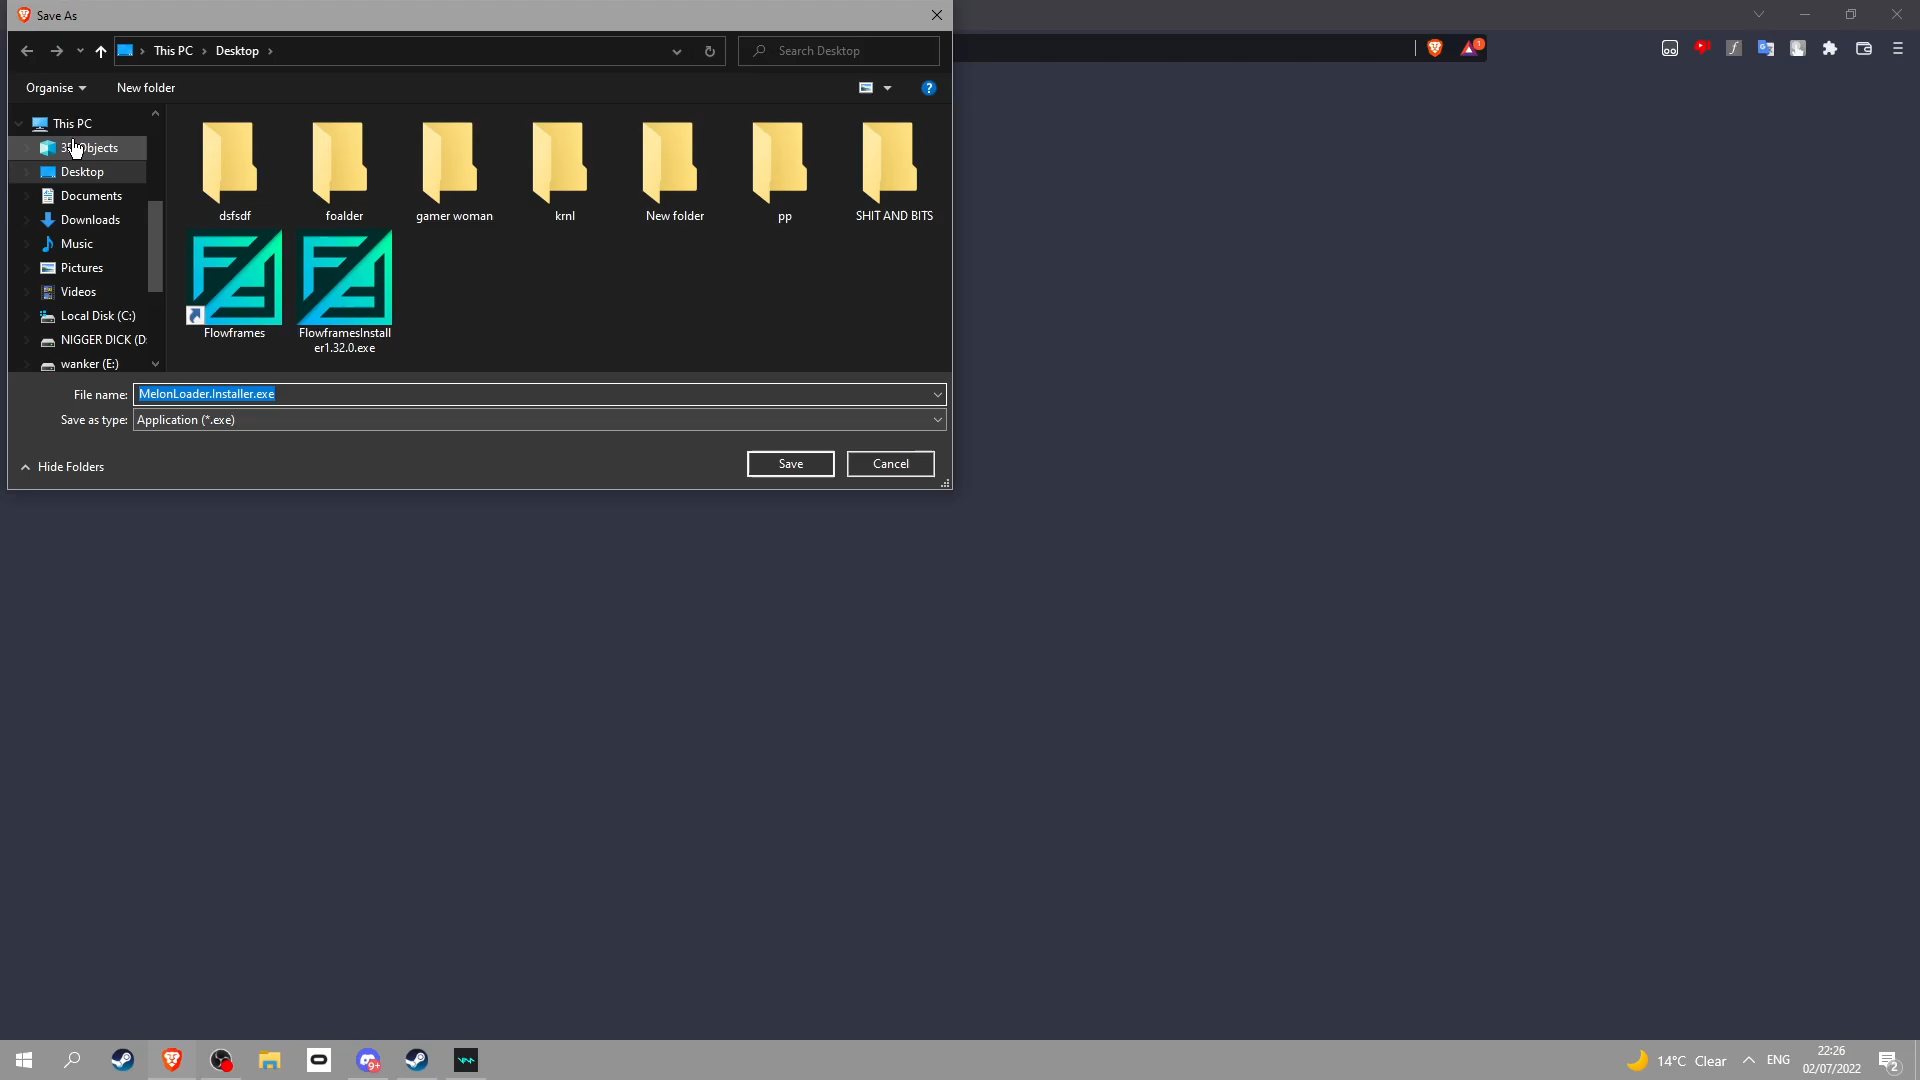 Save As
This PC
Desktop
Search Desktop
1
Organise
New folder
This PC
Objects
Desktop
Documents
Downloads
Music
Pictures
Videos
Local Disk (C:)
NIGGER DICK (D:
wanker (E:)
dsfsdf
foalder
gamer woman
krnl
New folder
pp
SHIT AND BITS
Flowframes
FlowframesInstall
er1.32.0.exe
File name: MelonLoader.Installer.exe
Save as type: Application (*.exe)
Hide Folders
Save
Cancel
9+
14°C Clear
ENG
22:26
02/07/2022
2